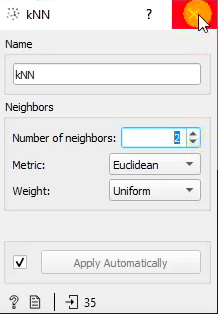 kNN ?
Name
kNN
Neighbors
Number of neighbors: 2
Metric: Euclidean
Weight: Uniform
Apply Automatically
? 35